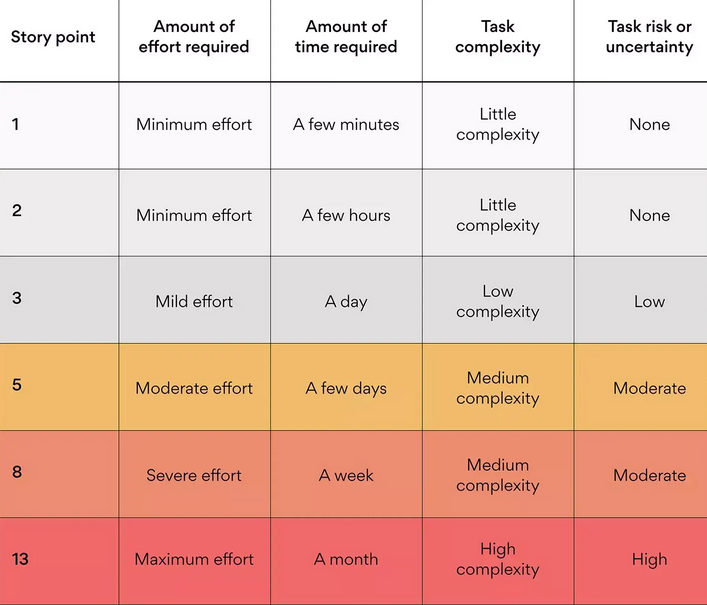 Story point
Amount of
effort required
Amount of
time required
Task
complexity
Task risk or
uncertainty
1
Minimum effort
A few minutes
Little
complexity
None
2
Minimum effort
A few hours
Little
complexity
None
3
Mild effort
A day
Low
complexity
Low
5
Moderate effort
A few days
Medium
complexity
Moderate
8
Severe effort
A week
Medium
complexity
Moderate
13
Maximum effort
A month
High
complexity
High